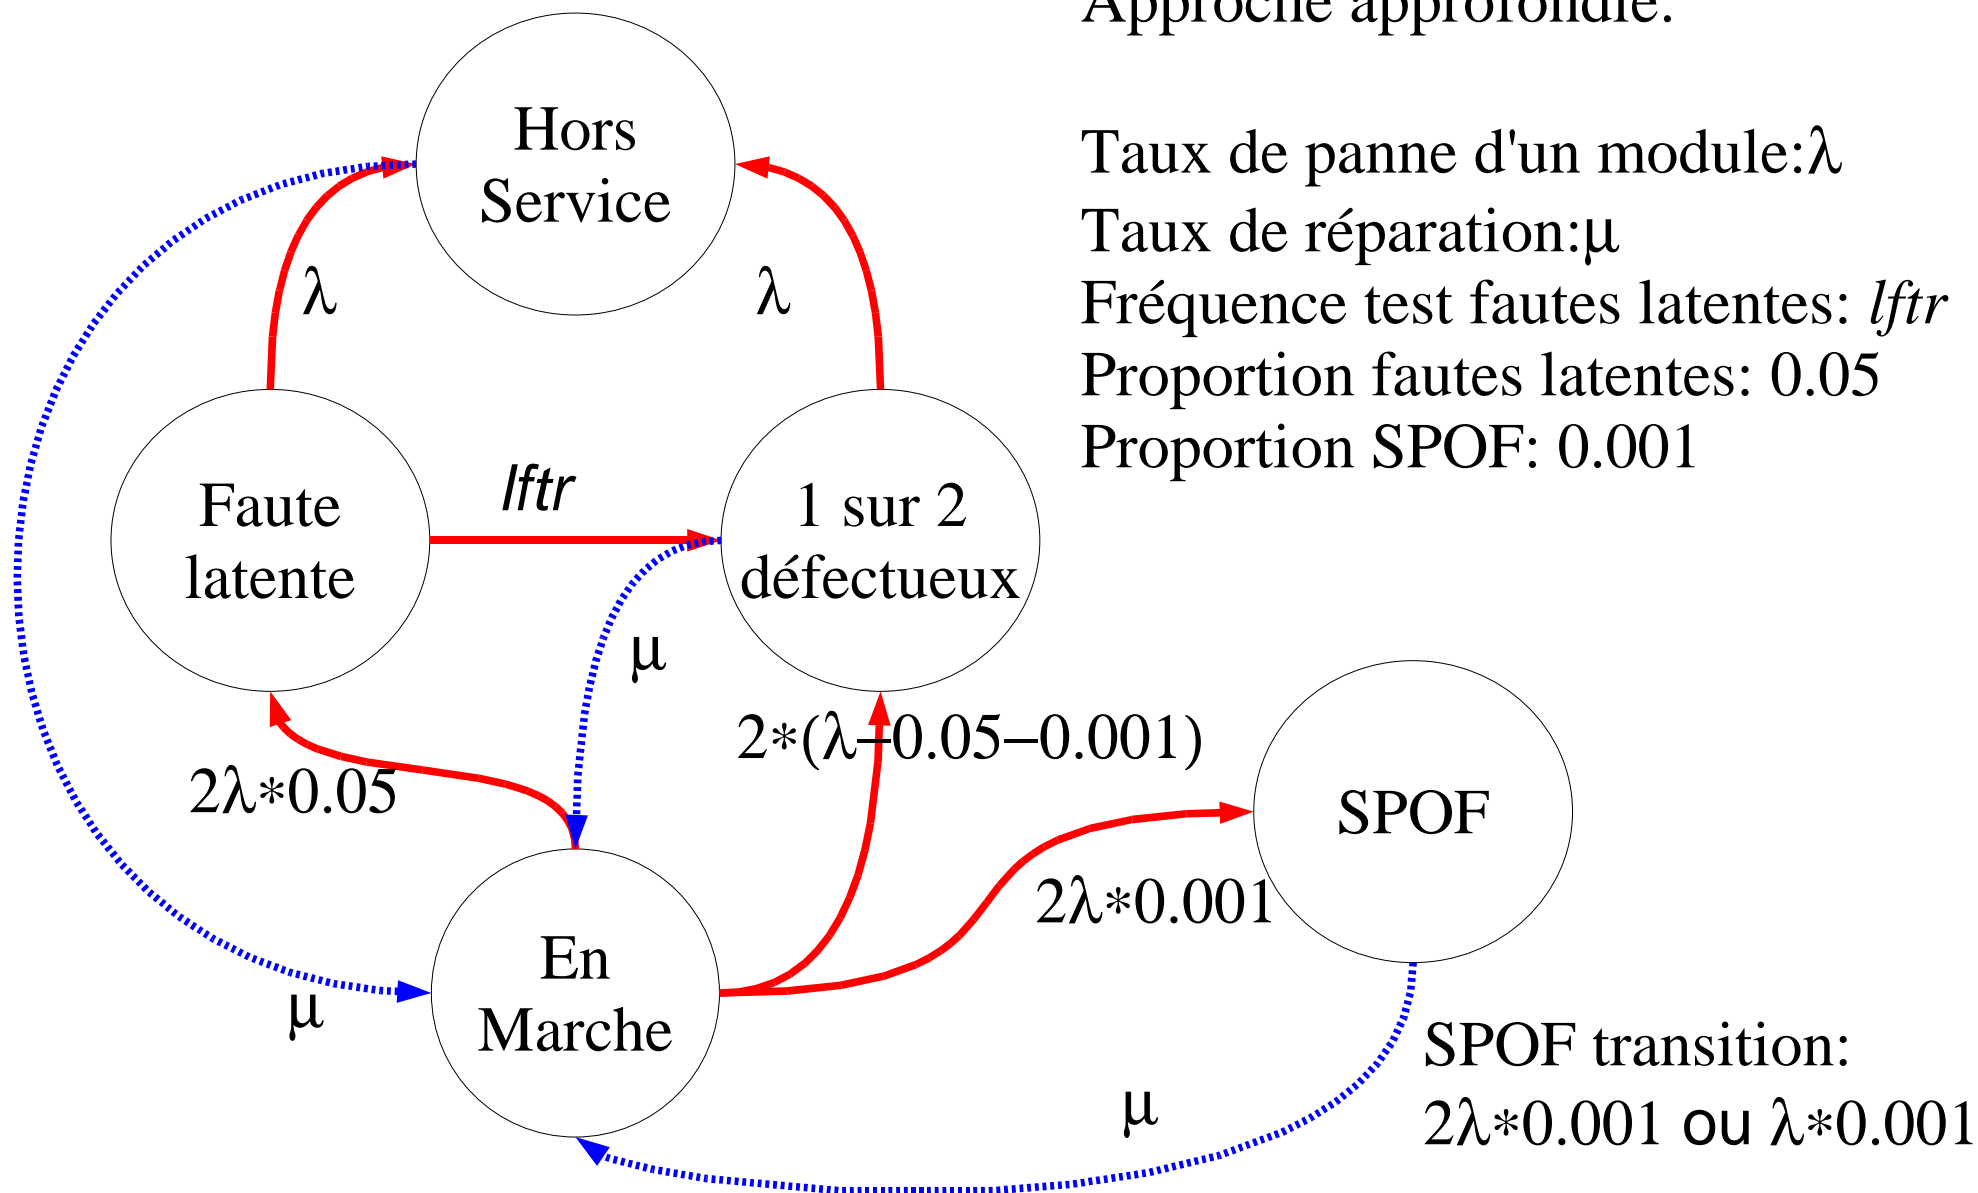 Approche approfondie:
Hors
Service
Taux de panne d'un module:λ
Taux de réparation:μ
Fréquence test fautes latentes: lftr
Proportion fautes latentes: 0.05
Proportion SPOF: 0.001
λ
λ
Faute
latente
lftr
1 sur 2
défectueux
μ
2*(λ−0.05−0.001)
2λ*0.05
SPOF
2λ*0.001
En
Marche
μ
μ
SPOF transition:
2λ*0.001 ou λ*0.001